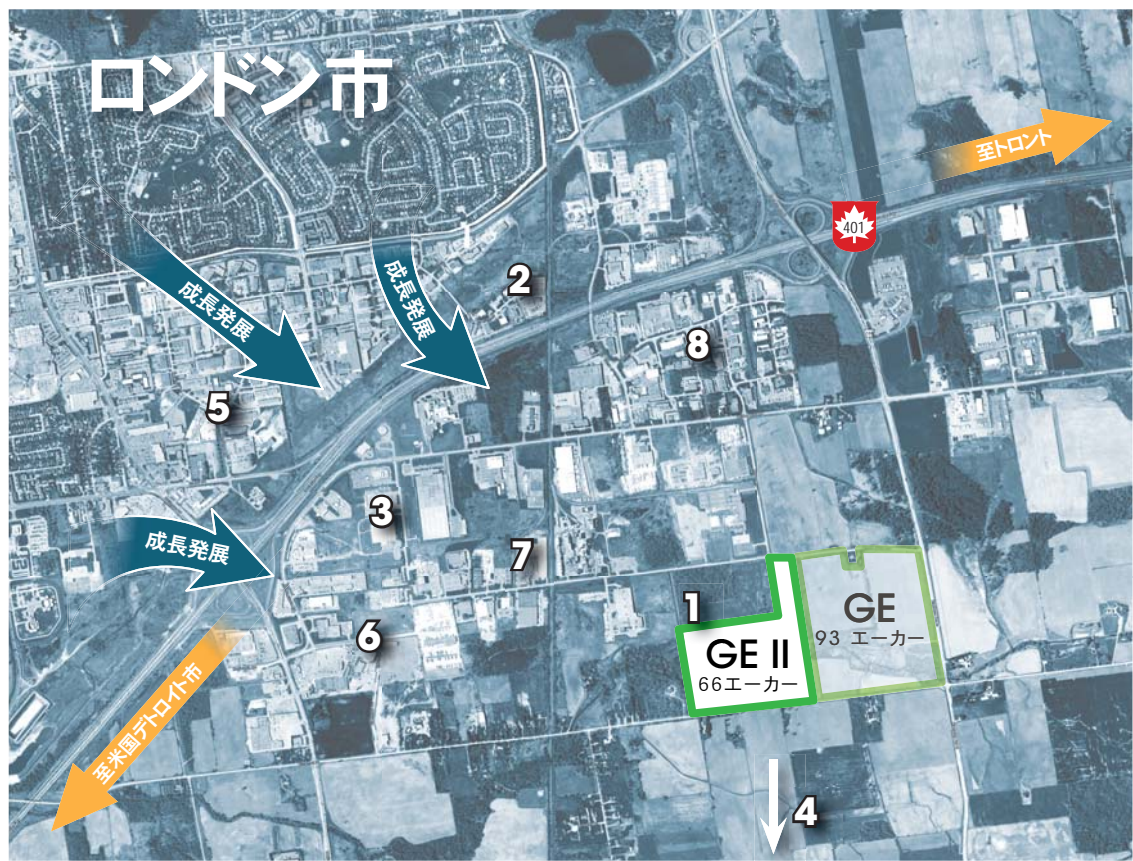 ロンドン市
至トロント
401
成長発展
成長発展
2
8
5
3
成長発展
7
1
GE
93 エーカー
6
GE II
66エーカー
至米国デトロイト市
4